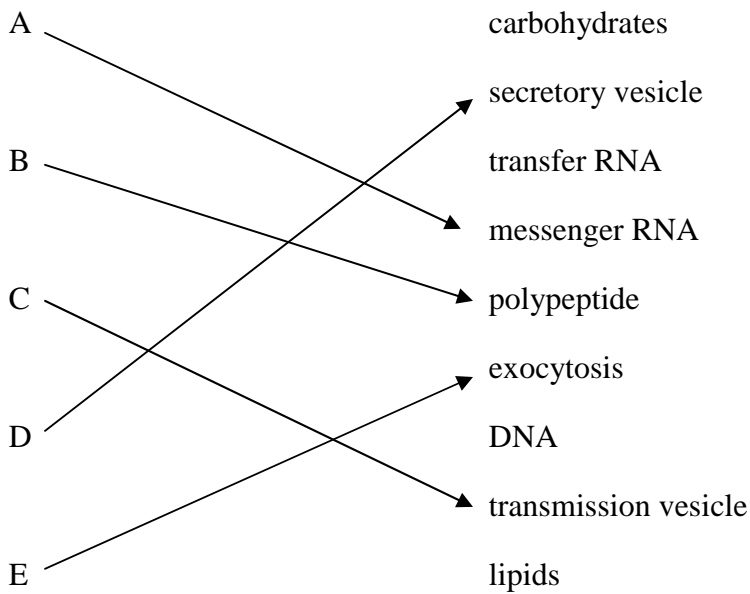 A
carbohydrates
secretory vesicle
B
transfer RNA
messenger RNA
C
polypeptide
exocytosis
D
DNA
transmission vesicle
E
lipids